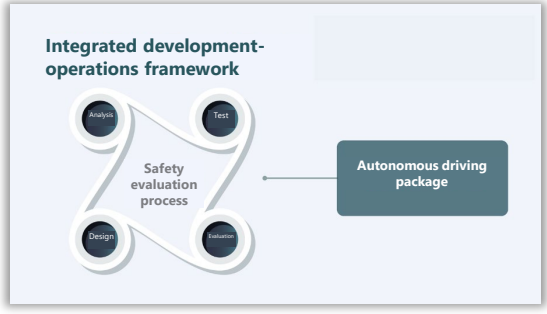 Integrated development-
operations framework
Analysis
Test
Safety
evaluation
process
Design
Evaluation
Autonomous driving
package